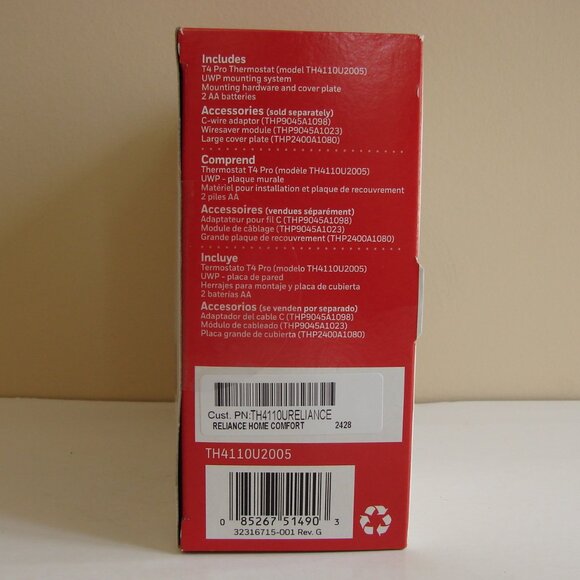 Includes
T4 Pro Thermostat (model TH4110U2005)
UWP mounting system
Mounting hardware and cover plate
2 AA batteries
Accessories (sold separately)
C-wire adaptor (THP9045A1098)
Wiresaver module (THP9045A1023)
Large cover plate (THP2400A1080)
Comprend
Thermostat T4 Pro (modèle TH4110U2005)
UWP - plaque murale
Matériel pour installation et plaque de recouvrement
2 piles AA
Accessoires (vendues séparément)
Adaptateur pour fil C (THP9045A1098)
Module de câblage (THP9045A1023)
Grande plaque de recouvrement (THP2400A1080)
Incluye
Termostato T4 Pro (modelo TH4110U2005)
UWP - placa de pared
Herrajes para montaje y placa de cubierta
2 baterías AA
Accesorios (se venden por separado)
Adaptador del cable C (THP9045A1098)
Módulo de cableado (THP9045A1023)
Placa grande de cubierta (THP2400A1080)
Cust. PN:TH4110URELIANCE
RELIANCE HOME COMFORT 2428
TH4110U2005
0 85267 51490 3
32316715-001 Rev. G